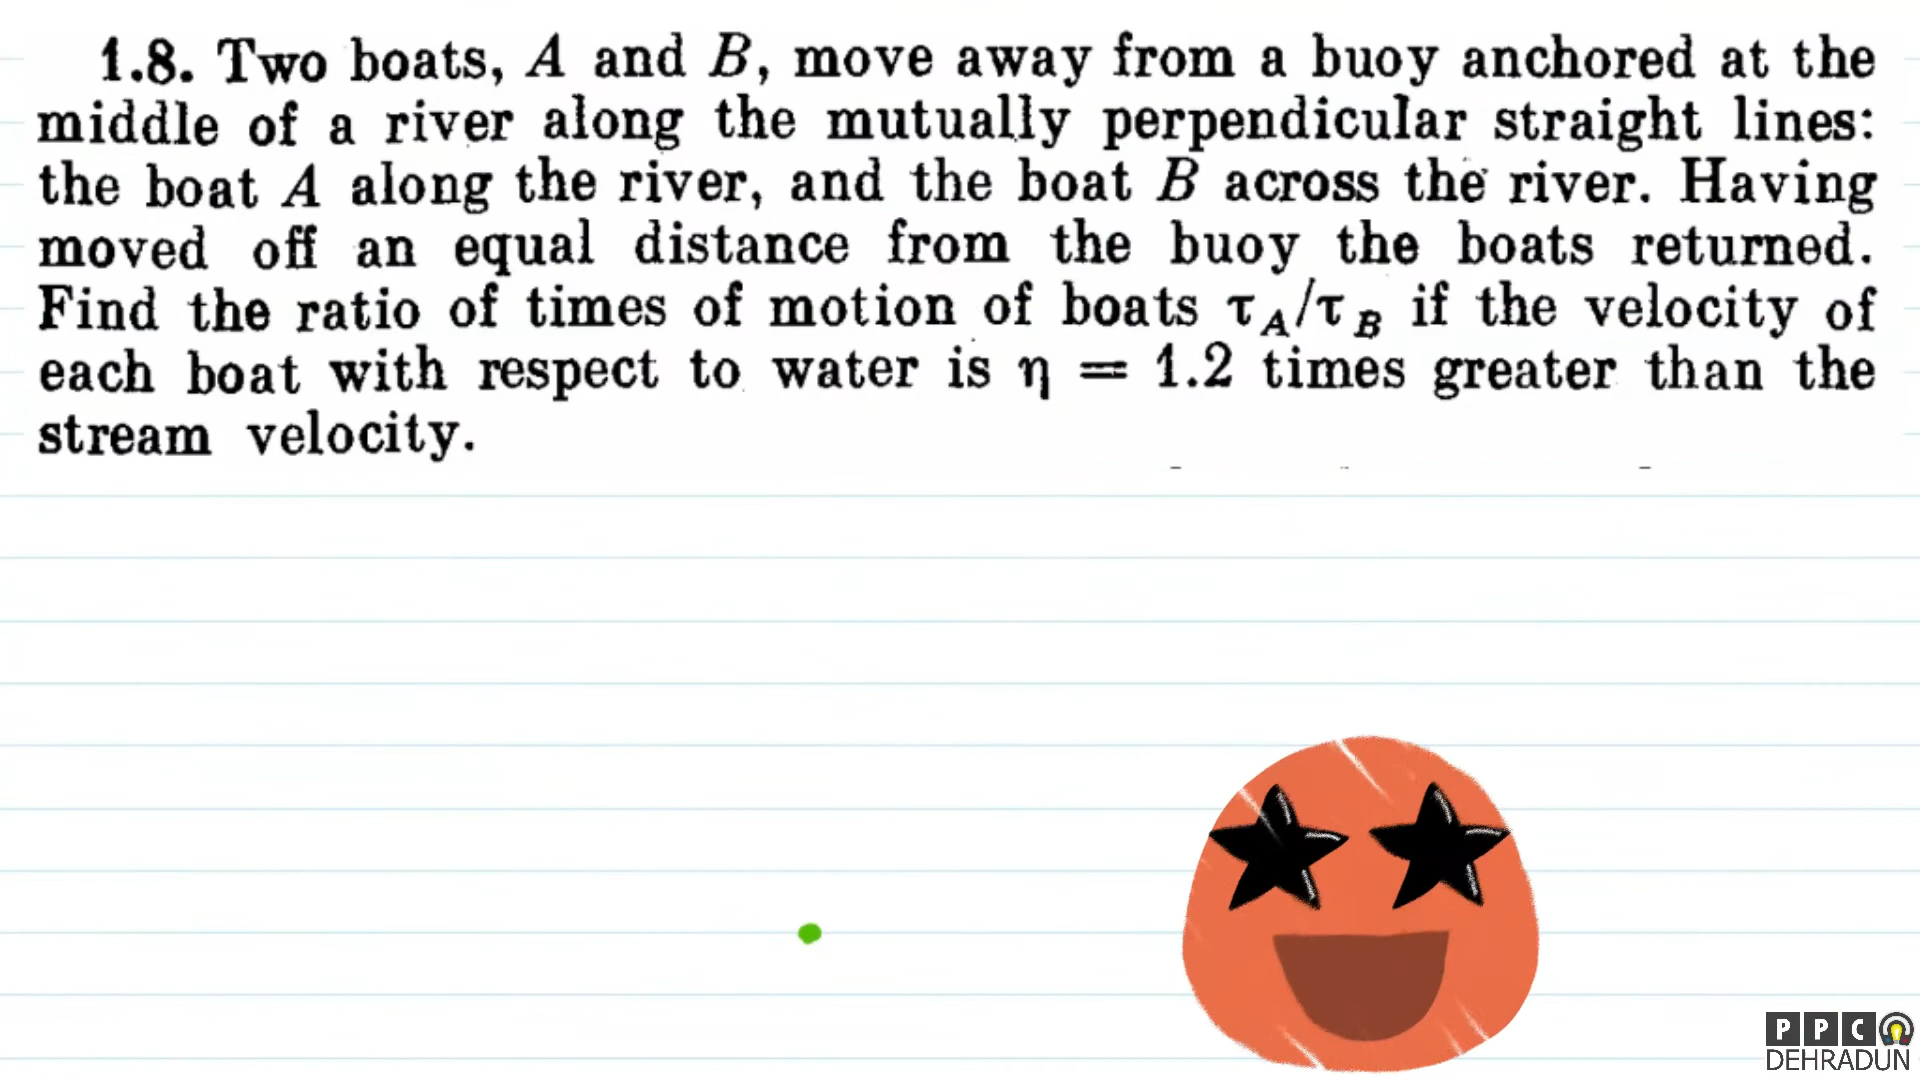 1.8. Two boats, A and B, move away from a buoy anchored at the
middle of a river along the mutually perpendicular straight lines:
the boat A along the river, and the boat B across the river. Having
moved off an equal distance from the buoy the boats returned.
Find the ratio of times of motion of boats τA/τB if the velocity of
each boat with respect to water is η = 1.2 times greater than the
stream velocity.
PPC
DEHRADUN